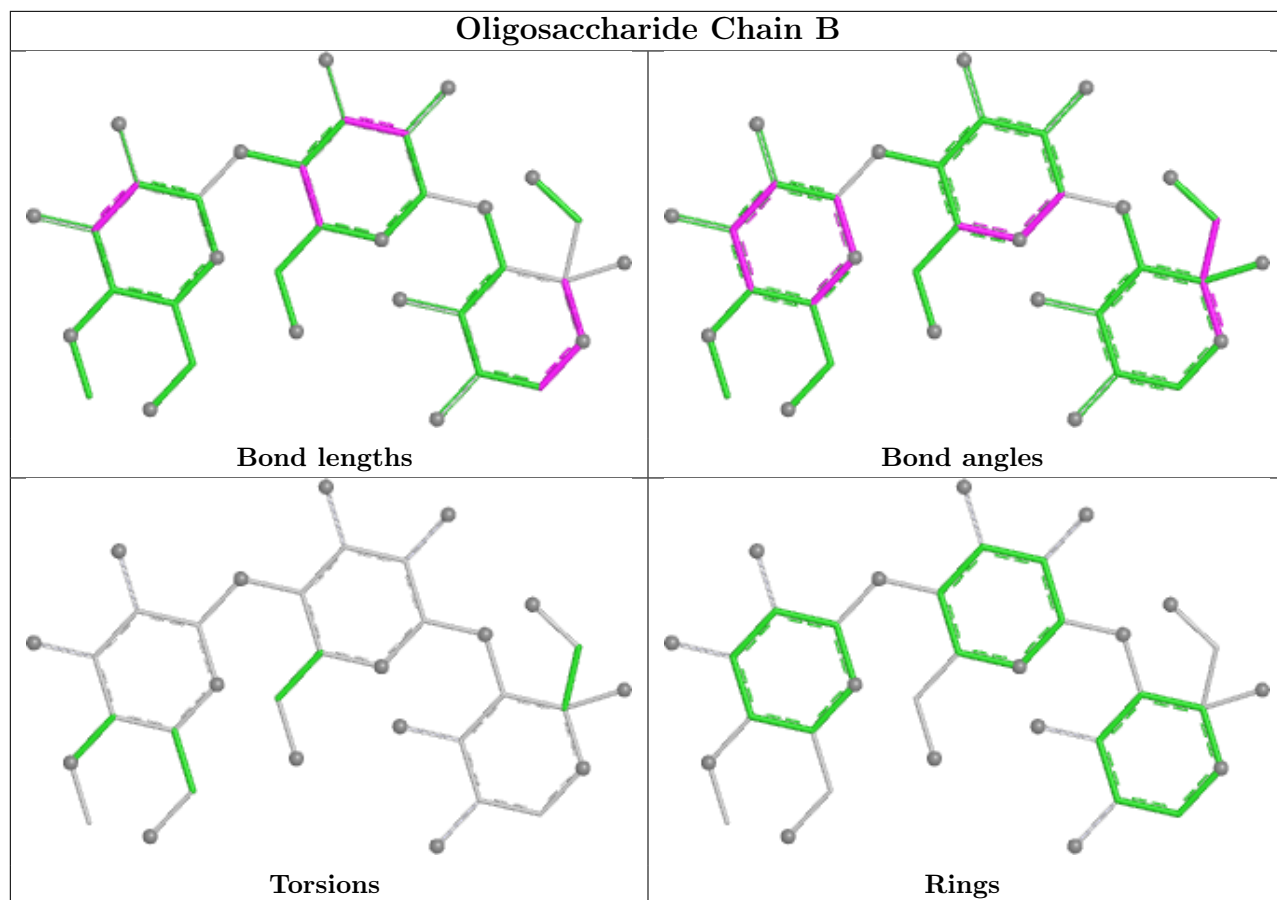 Oligosaccharide Chain B
Bond lengths
Bond angles
Torsions
Rings